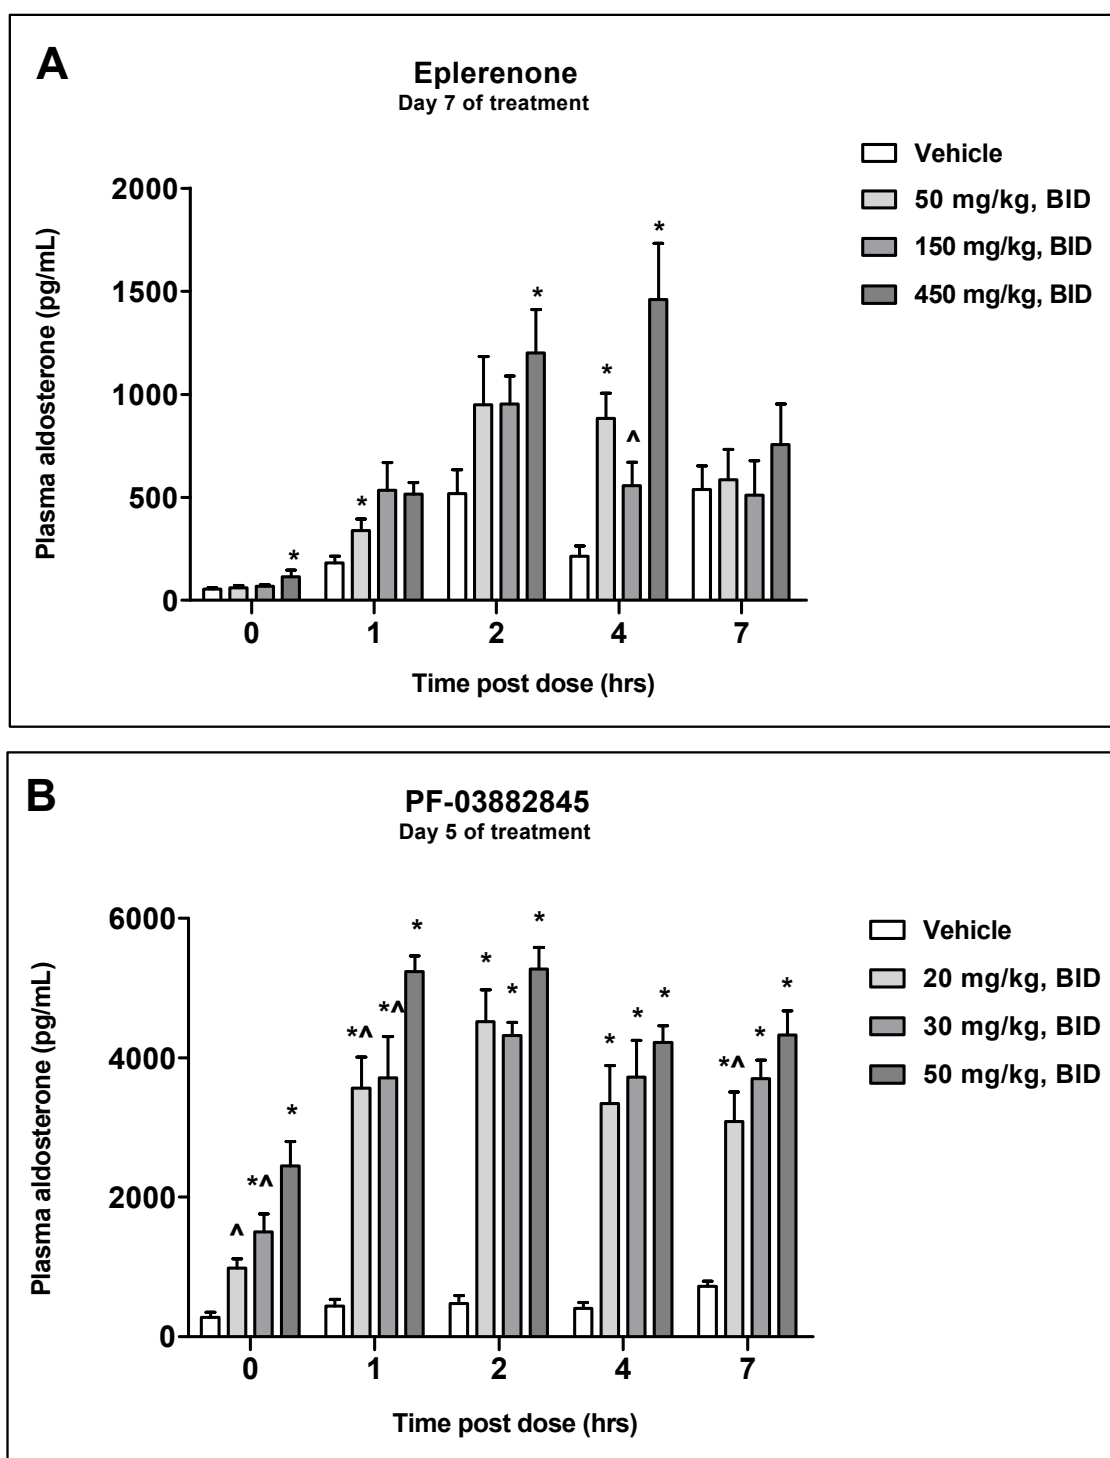 A
Eplerenone
Day 7 of treatment
Vehicle
50 mg/kg, BID
150 mg/kg, BID
450 mg/kg, BID
Plasma aldosterone (pg/mL)
2000
1500
1000
500
0
*
*
*
*
^
*
0 1 2 4 7
Time post dose (hrs)
B
PF-03882845
Day 5 of treatment
Vehicle
20 mg/kg, BID
30 mg/kg, BID
50 mg/kg, BID
Plasma aldosterone (pg/mL)
6000
4000
2000
0
^
*^
*
*^
*^
*
*
*
*
*
*
*
*^
*
*
0 1 2 4 7
Time post dose (hrs)